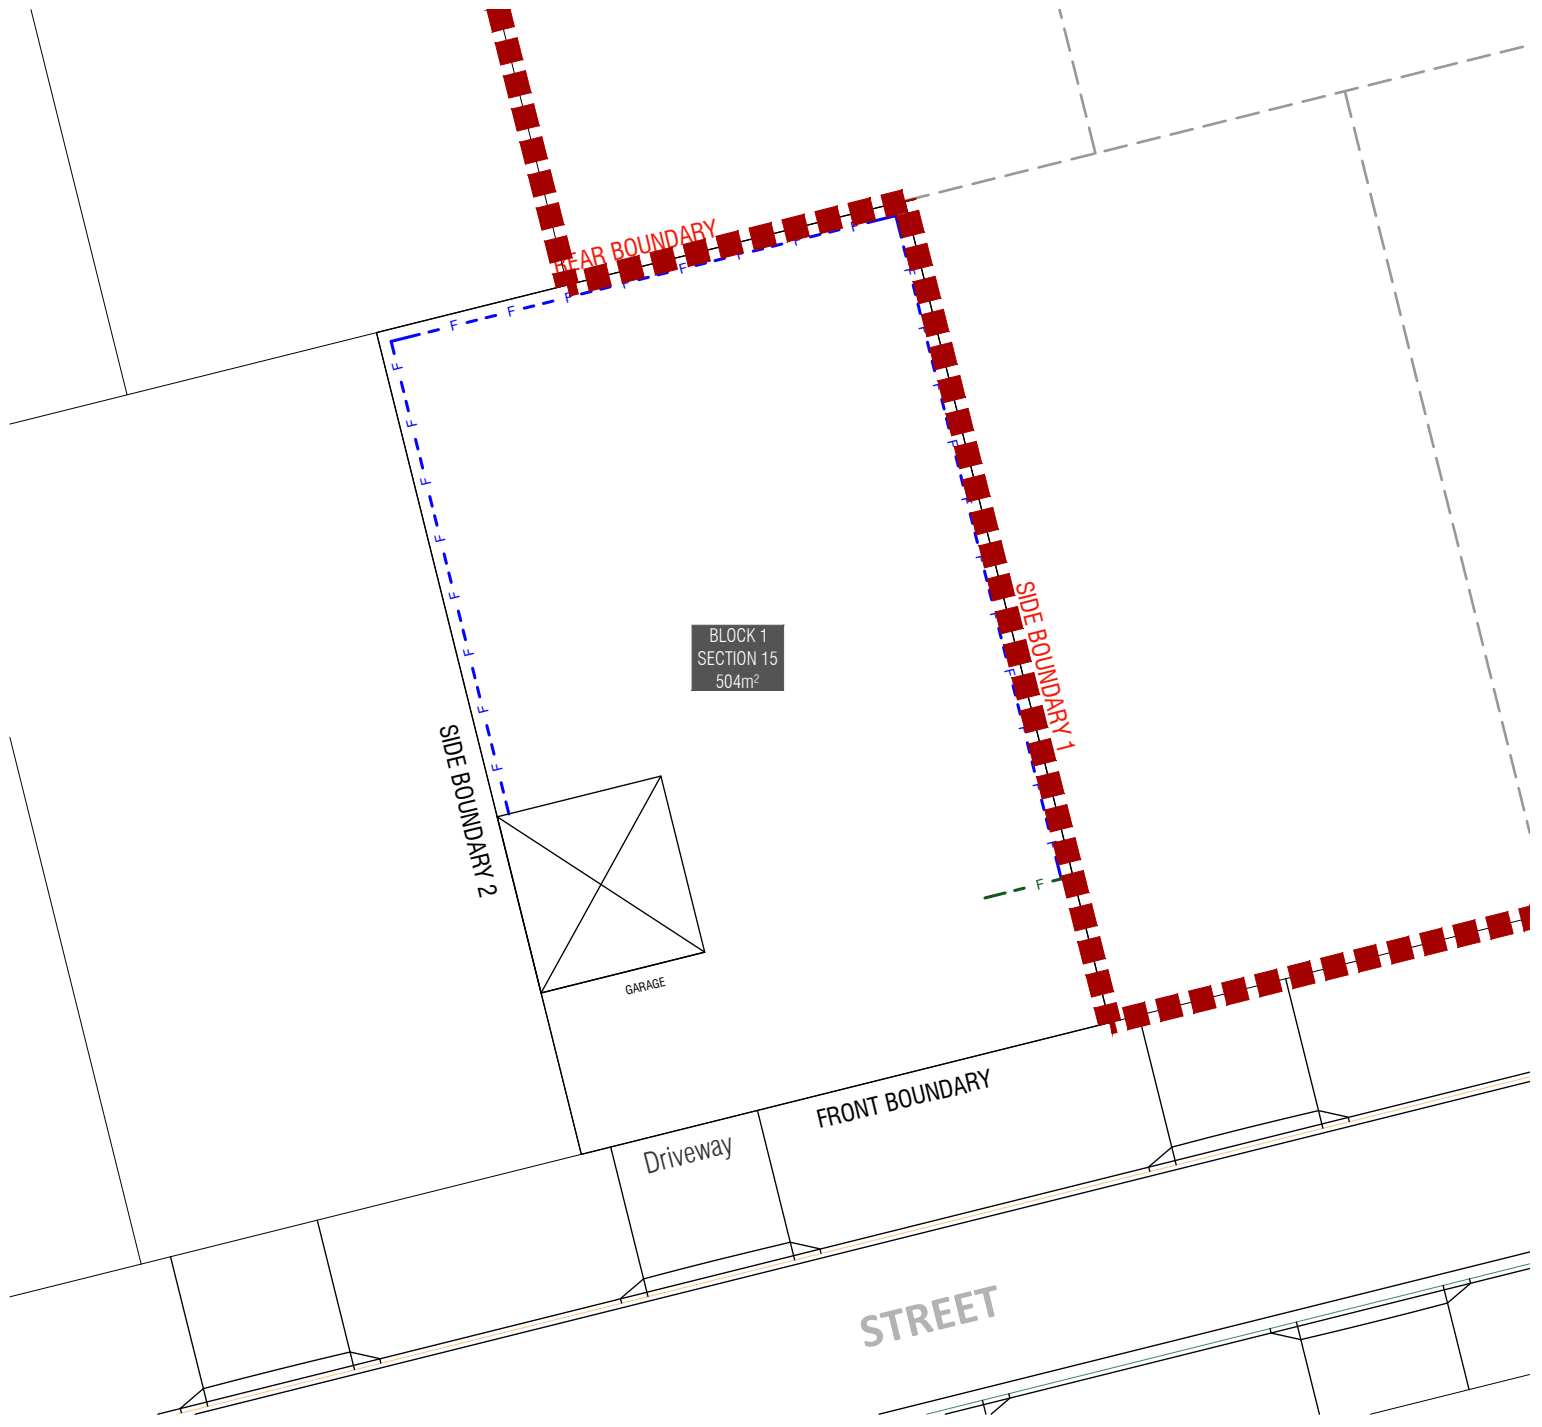 REAR BOUNDARY
F F F F F F
F F F F F F F F
SIDE BOUNDARY 1
BLOCK 1
SECTION 15
504m²
SIDE BOUNDARY 2
F
GARAGE
FRONT BOUNDARY
Driveway
STREET